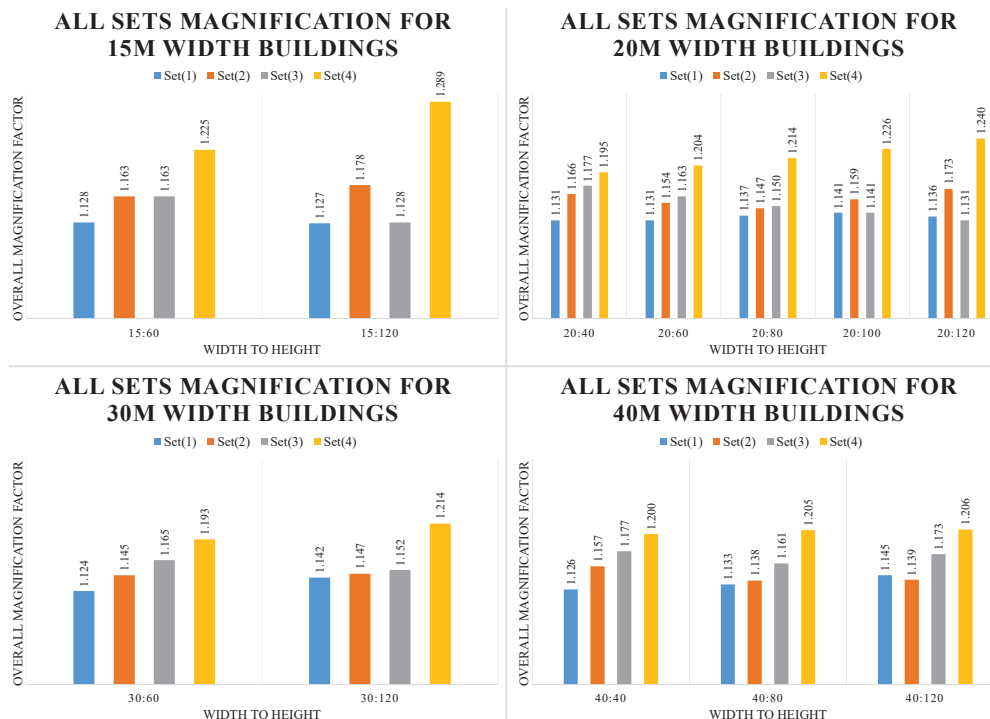 ALL SETS MAGNIFICATION FOR
15M WIDTH BUILDINGS
Set(1) Set(2) Set(3) Set(4)
OVERALL MAGNIFICATION FACTOR
1.128 1.163 1.163 1.225
1.127 1.178 1.128 1.289
15:60 15:120
WIDTH TO HEIGHT
ALL SETS MAGNIFICATION FOR
20M WIDTH BUILDINGS
Set(1) Set(2) Set(3) Set(4)
OVERALL MAGNIFICATION FACTOR
1.131 1.166 1.177 1.195
1.131 1.154 1.163 1.204
1.137 1.147 1.150 1.214
1.141 1.159 1.141 1.226
1.136 1.173 1.131 1.240
20:40 20:60 20:80 20:100 20:120
WIDTH TO HEIGHT
ALL SETS MAGNIFICATION FOR
30M WIDTH BUILDINGS
Set(1) Set(2) Set(3) Set(4)
OVERALL MAGNIFICATION FACTOR
1.124 1.145 1.165 1.193
1.142 1.147 1.152 1.214
30:60 30:120
WIDTH TO HEIGHT
ALL SETS MAGNIFICATION FOR
40M WIDTH BUILDINGS
Set(1) Set(2) Set(3) Set(4)
OVERALL MAGNIFICATION FACTOR
1.126 1.157 1.177 1.200
1.133 1.138 1.161 1.205
1.145 1.139 1.173 1.206
40:40 40:80 40:120
WIDTH TO HEIGHT